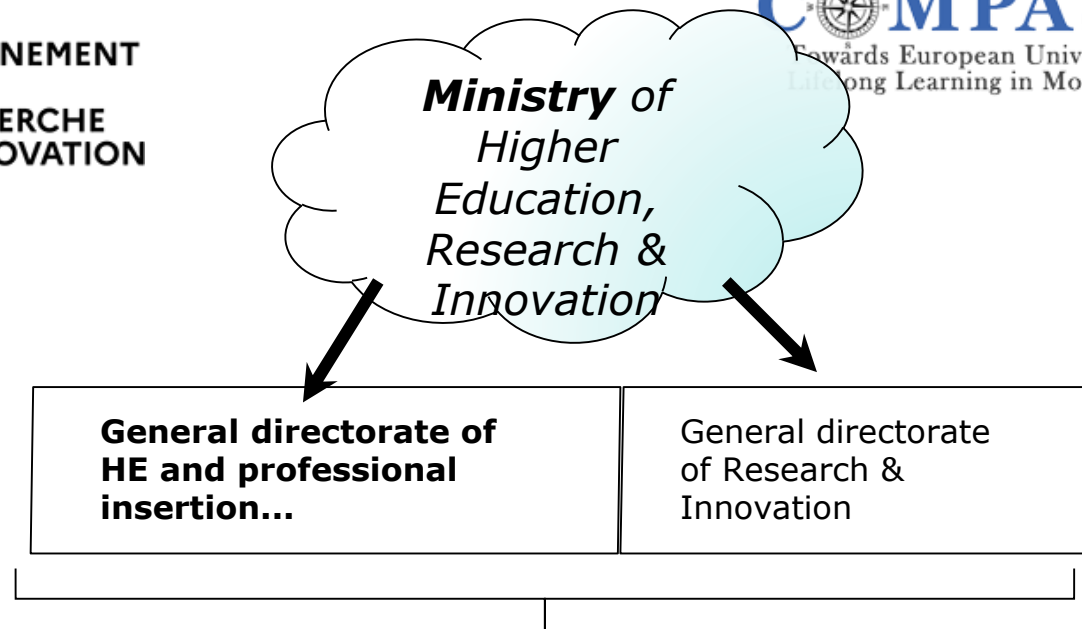 NEMENT
ERCHE
OVATION
COMPA
Towards European Univ
Lifelong Learning in Mo
Ministry of
Higher
Education,
Research &
Innovation
General directorate of
HE and professional
insertion...
General directorate
of Research &
Innovation